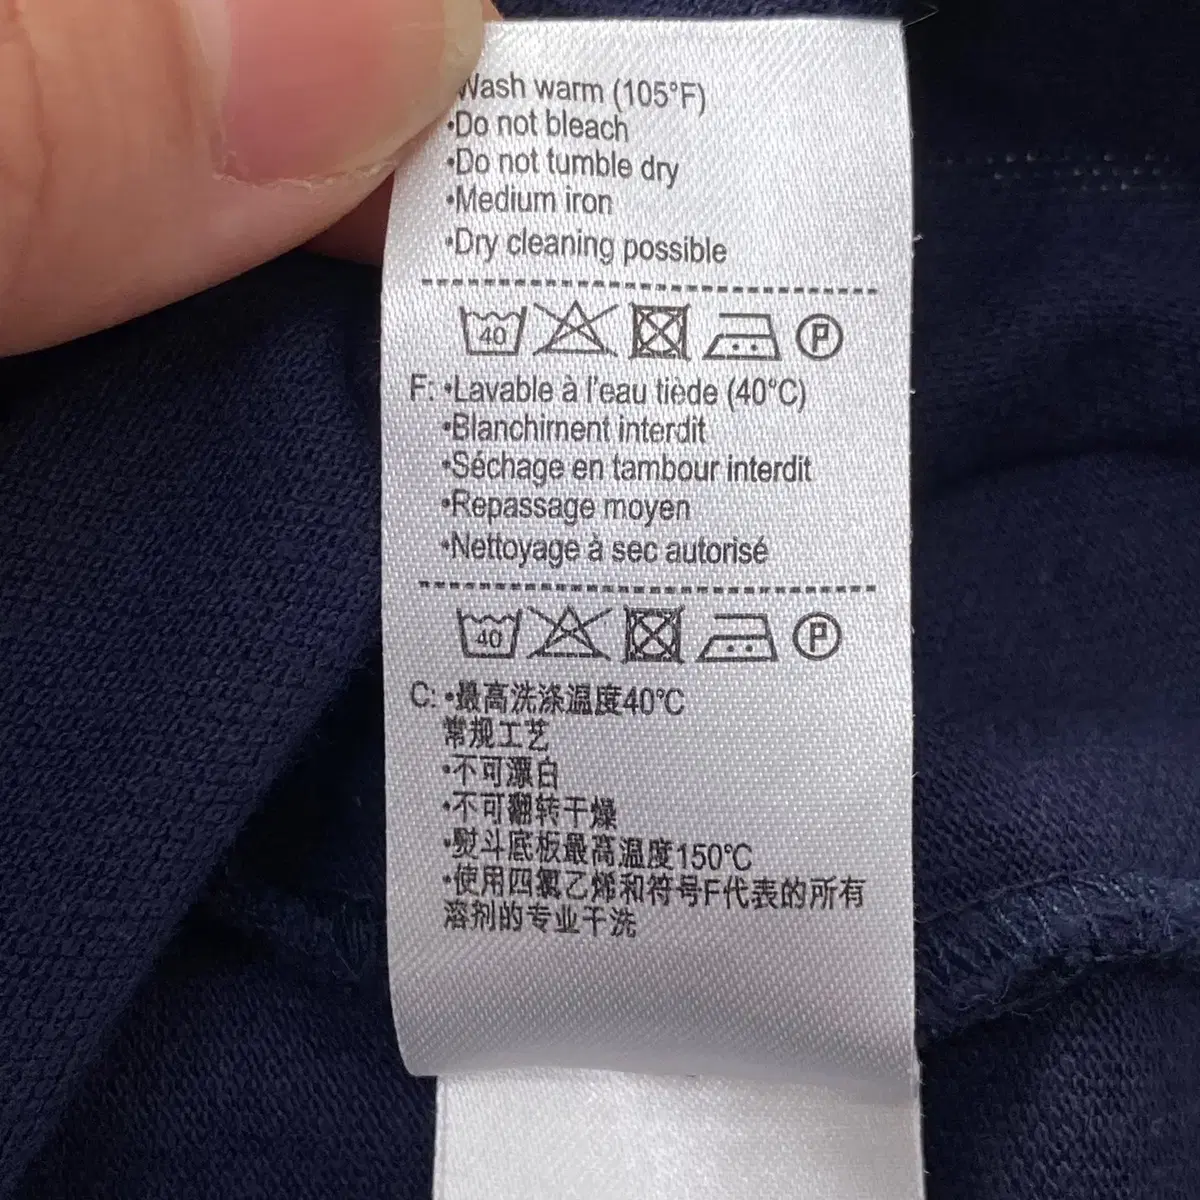 Wash warm (105°F)
•Do not bleach
•Do not tumble dry
•Medium iron
•Dry cleaning possible
40 P
F: •Lavable à l'eau tiède (40°C)
•Blanchiment interdit
•Séchage en tambour interdit
•Repassage moyen
•Nettoyage à sec autorisé
40 P
C: •最高洗涤温度40℃
常规工艺
•不可漂白
•不可翻转干燥
•熨斗底板最高温度150℃
•使用四氯乙烯和符号F代表的所有
溶剂的专业干洗